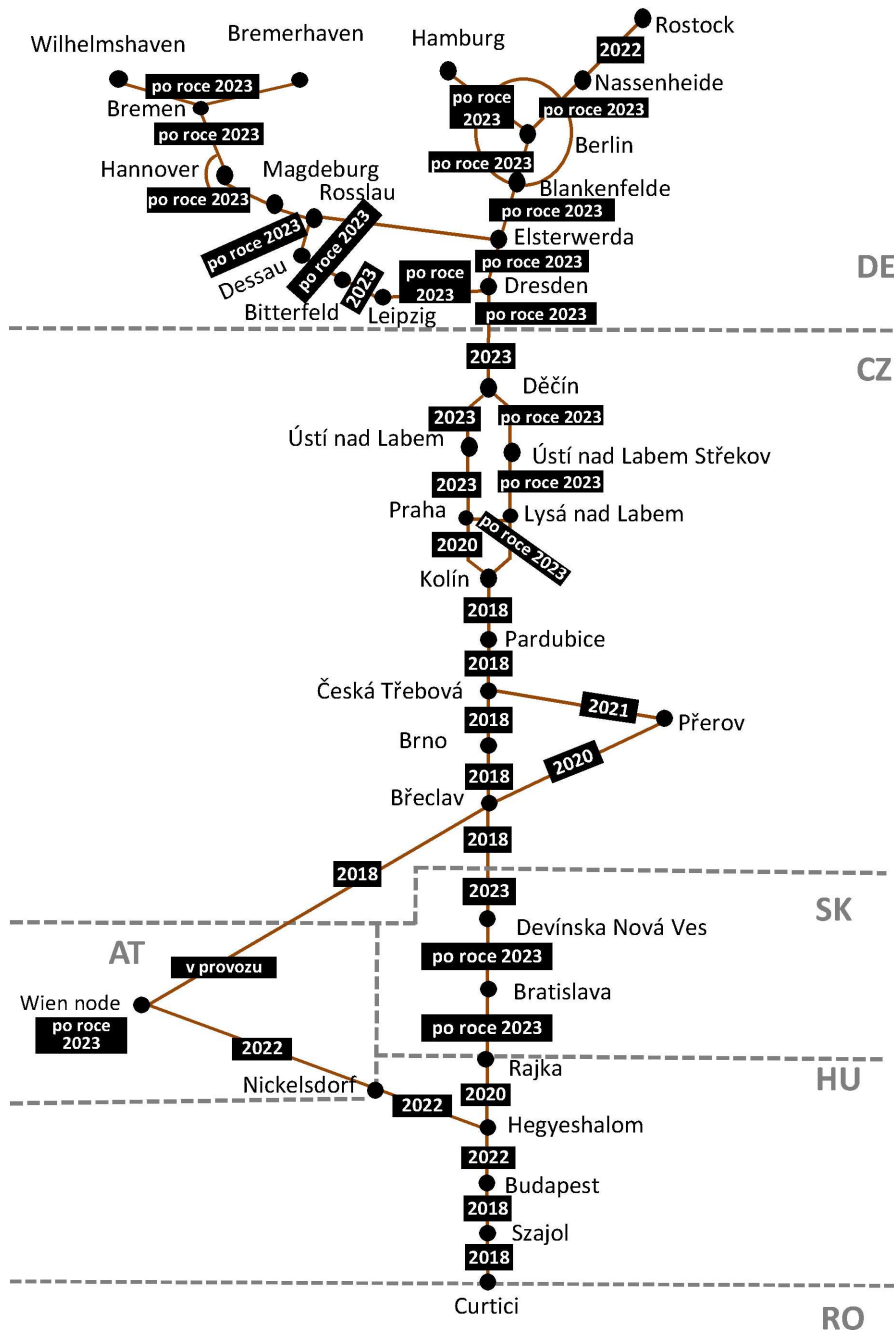 Rostock
Hamburg
Bremerhaven
Wilhelmshaven
2022
Nassenheide
po roce 2023
po roce
2023
po roce 2023
Bremen
po roce 2023
Berlin
po roce 2023
Hannover
Magdeburg
Blankenfelde
Rosslau
po roce 2023
po roce 2023
po roce 2023
po roce 2023
Elsterwerda
Dessau
po roce 2023
DE
po roce
2023
2023
Dresden
Bitterfeld
Leipzig
po roce 2023
2023
CZ
Děčín
2023
po roce 2023
Ústí nad Labem
Ústí nad Labem Střekov
2023
po roce 2023
Praha
Lysá nad Labem
po roce 2023
2020
Kolín
2018
Pardubice
2018
Česká Třebová
2021
2018
Přerov
Brno
2020
2018
Břeclav
2018
2018
2023
SK
Devínska Nová Ves
AT
po roce 2023
v provozu
Bratislava
Wien node
po roce
2023
po roce 2023
2022
Rajka
HU
Nickelsdorf
2020
2022
Hegyeshalom
2022
Budapest
2018
Szajol
2018
Curtici
RO